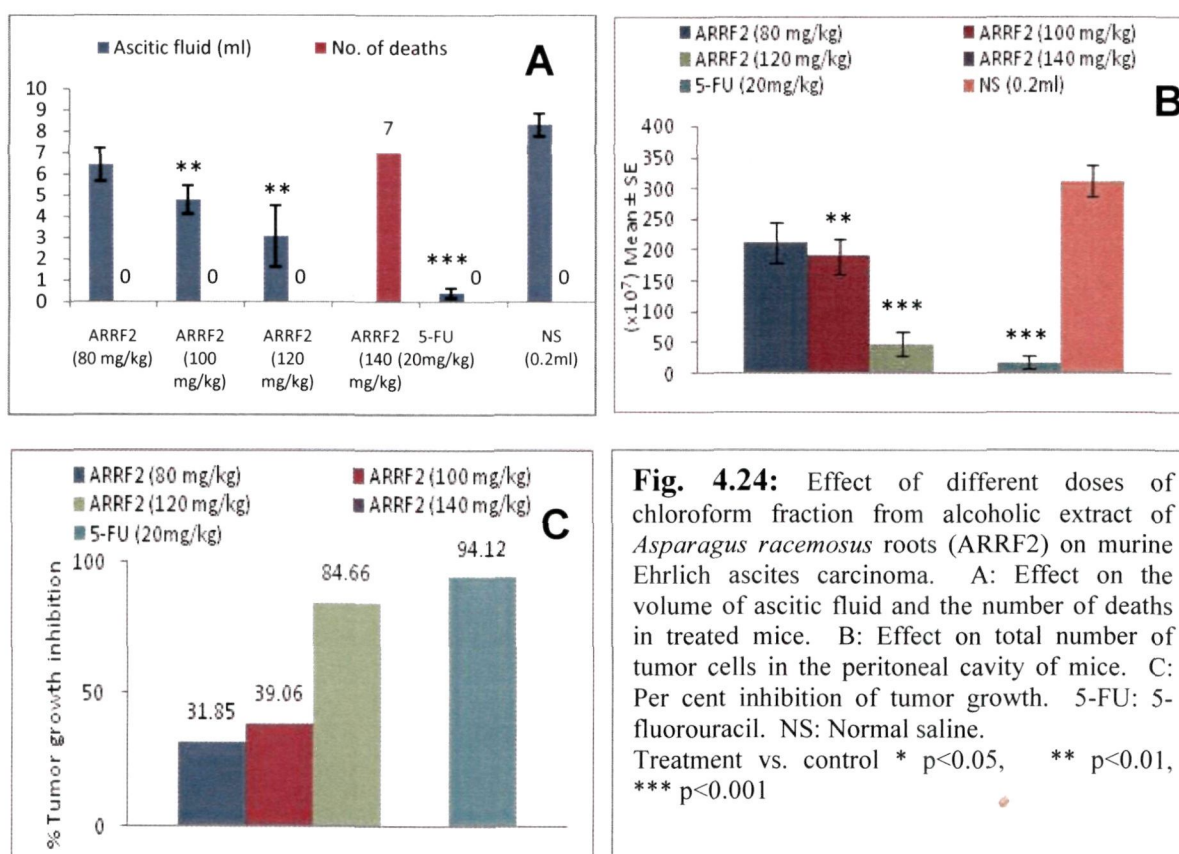 Ascitic fluid (ml) No. of deaths
A
10
9
8
7
6
5
4
3
2
1
0
0
**
0
**
0
7
***
0
0
ARRF2
(80 mg/kg)
ARRF2
(100
mg/kg)
ARRF2
(120
mg/kg)
ARRF2
(140
mg/kg)
5-FU
(20mg/kg)
NS
(0.2ml)
ARRF2 (80 mg/kg) ARRF2 (100 mg/kg)
ARRF2 (120 mg/kg) ARRF2 (140 mg/kg)
5-FU (20mg/kg) NS (0.2ml)
B
(x10⁷) Mean ± SE
400
350
300
250
200
150
100
50
0
**
***
***
ARRF2 (80 mg/kg) ARRF2 (100 mg/kg)
ARRF2 (120 mg/kg) ARRF2 (140 mg/kg)
5-FU (20mg/kg)
C
% Tumor growth inhibition
100
50
0
31.85
39.06
84.66
94.12
Fig. 4.24: Effect of different doses of
chloroform fraction from alcoholic extract of
Asparagus racemosus roots (ARRF2) on murine
Ehrlich ascites carcinoma. A: Effect on the
volume of ascitic fluid and the number of deaths
in treated mice. B: Effect on total number of
tumor cells in the peritoneal cavity of mice. C:
Per cent inhibition of tumor growth. 5-FU: 5-
fluorouracil. NS: Normal saline.
Treatment vs. control * p<0.05, ** p<0.01,
*** p<0.001